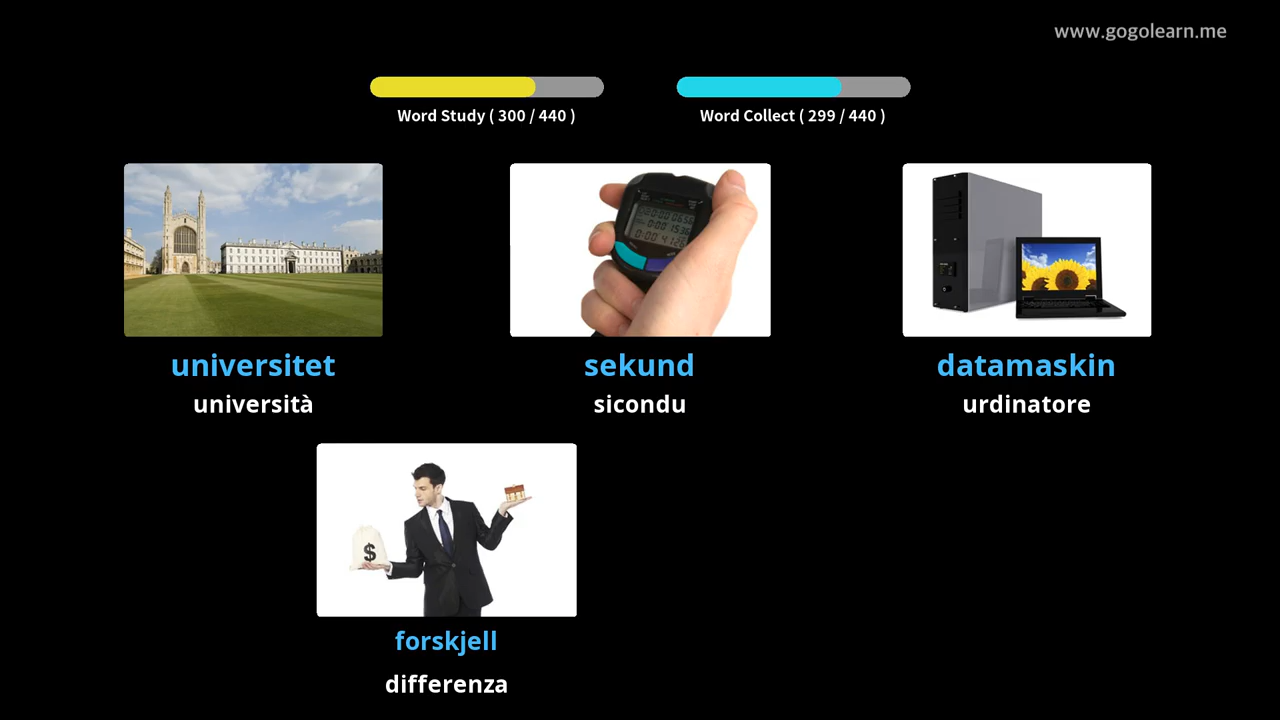 www.gogolearn.me
Word Study ( 300 / 440 )
Word Collect ( 299 / 440 )
universitet
università
sekund
sicondu
datamaskin
urdinatore
$
forskjell
differenza